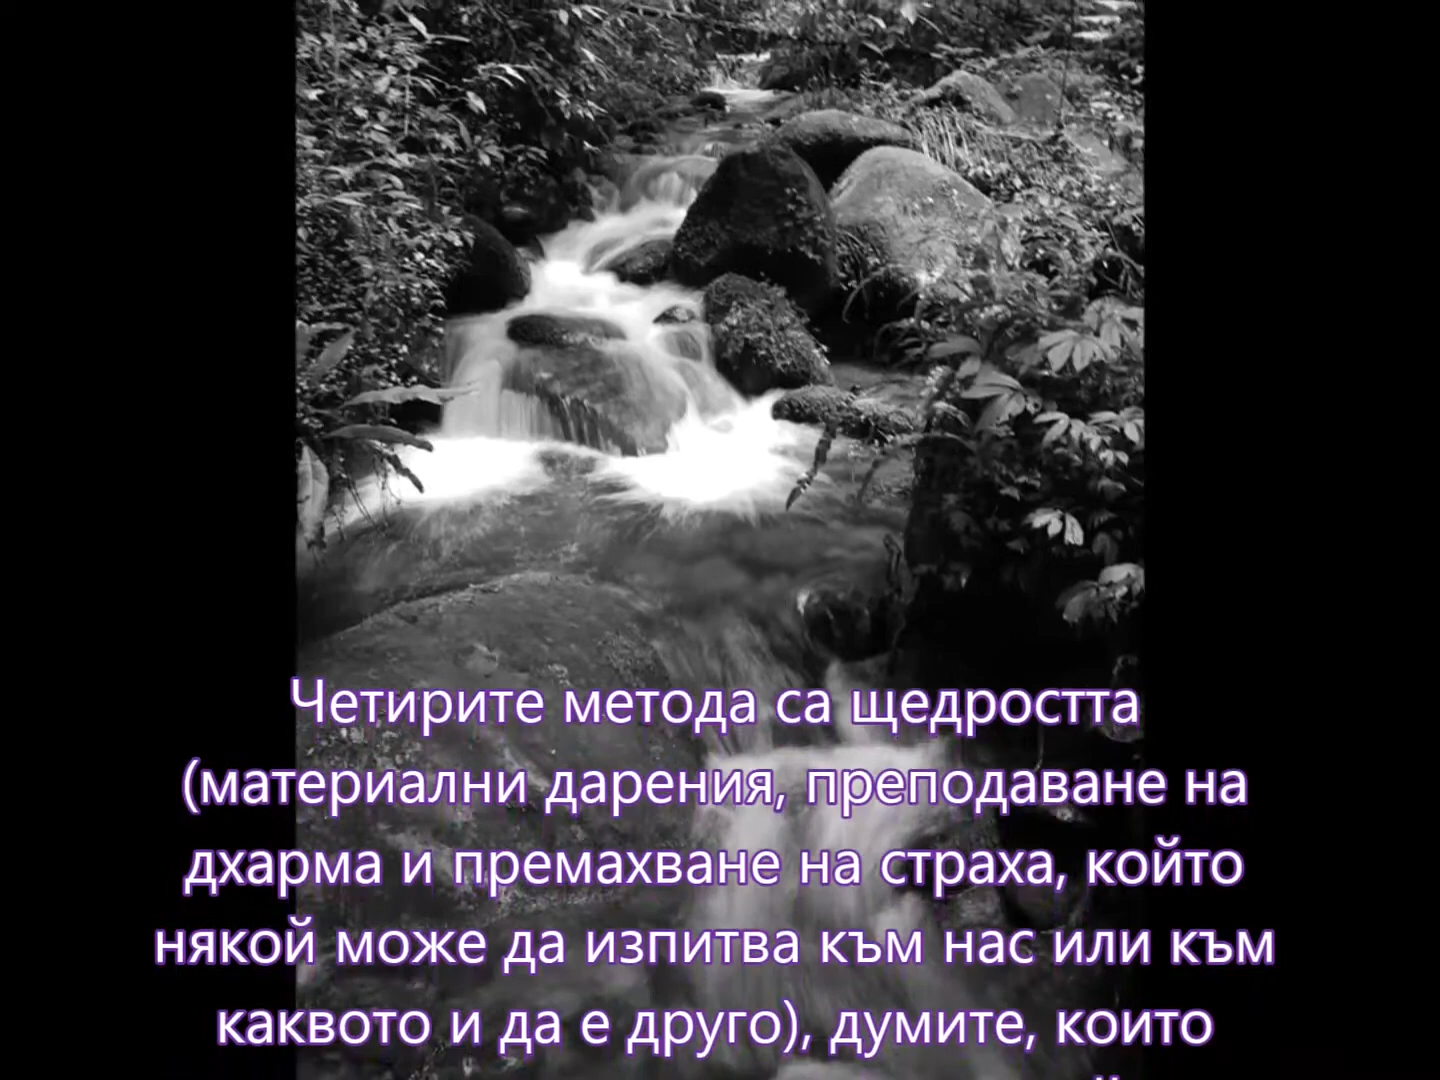 Четирите метода са щедростта
(материални дарения, преподаване на
дхарма и премахване на страха, който
някой може да изпитва към нас или към
каквото и да е друго), думите, които